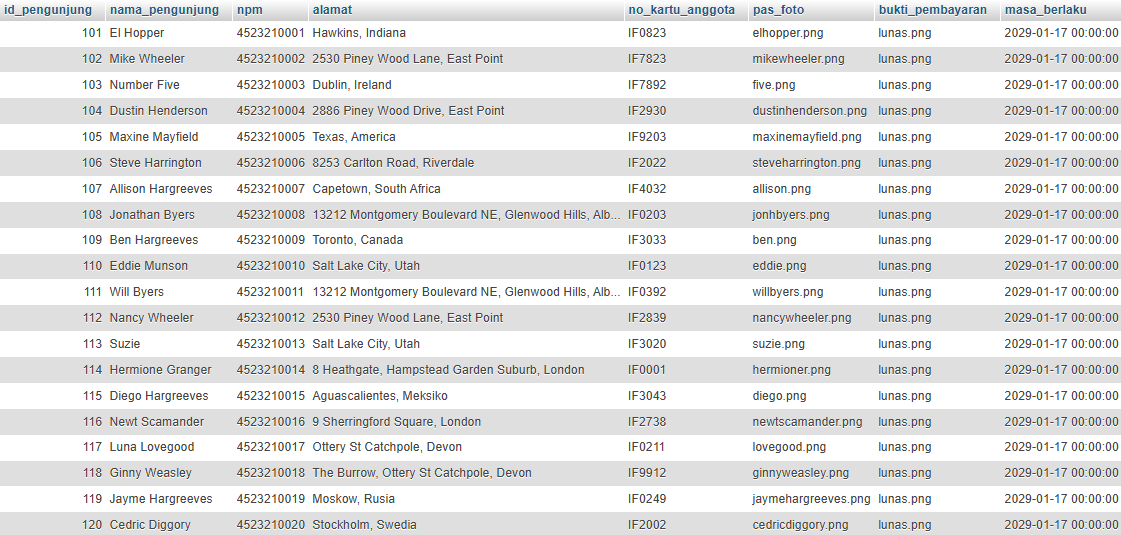 id_pengunjung nama_pengunjung npm alamat no_kartu_anggota pas_foto bukti_pembayaran masa_berlaku
101 El Hopper 4523210001 Hawkins, Indiana IF0823 elhopper.png lunas.png 2029-01-17 00:00:00
102 Mike Wheeler 4523210002 2530 Piney Wood Lane, East Point IF7823 mikewheeler.png lunas.png 2029-01-17 00:00:00
103 Number Five 4523210003 Dublin, Ireland IF7892 five.png lunas.png 2029-01-17 00:00:00
104 Dustin Henderson 4523210004 2886 Piney Wood Drive, East Point IF2930 dustinhenderson.png lunas.png 2029-01-17 00:00:00
105 Maxine Mayfield 4523210005 Texas, America IF9203 maxinemayfield.png lunas.png 2029-01-17 00:00:00
106 Steve Harrington 4523210006 8253 Carlton Road, Riverdale IF2022 steveharrington.png lunas.png 2029-01-17 00:00:00
107 Allison Hargreeves 4523210007 Capetown, South Africa IF4032 allison.png lunas.png 2029-01-17 00:00:00
108 Jonathan Byers 4523210008 13212 Montgomery Boulevard NE, Glenwood Hills, Alb... IF0203 jonhbyers.png lunas.png 2029-01-17 00:00:00
109 Ben Hargreeves 4523210009 Toronto, Canada IF3033 ben.png lunas.png 2029-01-17 00:00:00
110 Eddie Munson 4523210010 Salt Lake City, Utah IF0123 eddie.png lunas.png 2029-01-17 00:00:00
111 Will Byers 4523210011 13212 Montgomery Boulevard NE, Glenwood Hills, Alb... IF0392 willbyers.png lunas.png 2029-01-17 00:00:00
112 Nancy Wheeler 4523210012 2530 Piney Wood Lane, East Point IF2839 nancywheeler.png lunas.png 2029-01-17 00:00:00
113 Suzie 4523210013 Salt Lake City, Utah IF3020 suzie.png lunas.png 2029-01-17 00:00:00
114 Hermione Granger 4523210014 8 Heathgate, Hampstead Garden Suburb, London IF0001 hermioner.png lunas.png 2029-01-17 00:00:00
115 Diego Hargreeves 4523210015 Aguascalientes, Meksiko IF3043 diego.png lunas.png 2029-01-17 00:00:00
116 Newt Scamander 4523210016 9 Sherringford Square, London IF2738 newtscamander.png lunas.png 2029-01-17 00:00:00
117 Luna Lovegood 4523210017 Ottery St Catchpole, Devon IF0211 lovegood.png lunas.png 2029-01-17 00:00:00
118 Ginny Weasley 4523210018 The Burrow, Ottery St Catchpole, Devon IF9912 ginnyweasley.png lunas.png 2029-01-17 00:00:00
119 Jayme Hargreeves 4523210019 Moskow, Rusia IF0249 jaymehargreeves.png lunas.png 2029-01-17 00:00:00
120 Cedric Diggory 4523210020 Stockholm, Swedia IF2002 cedricdiggory.png lunas.png 2029-01-17 00:00:00